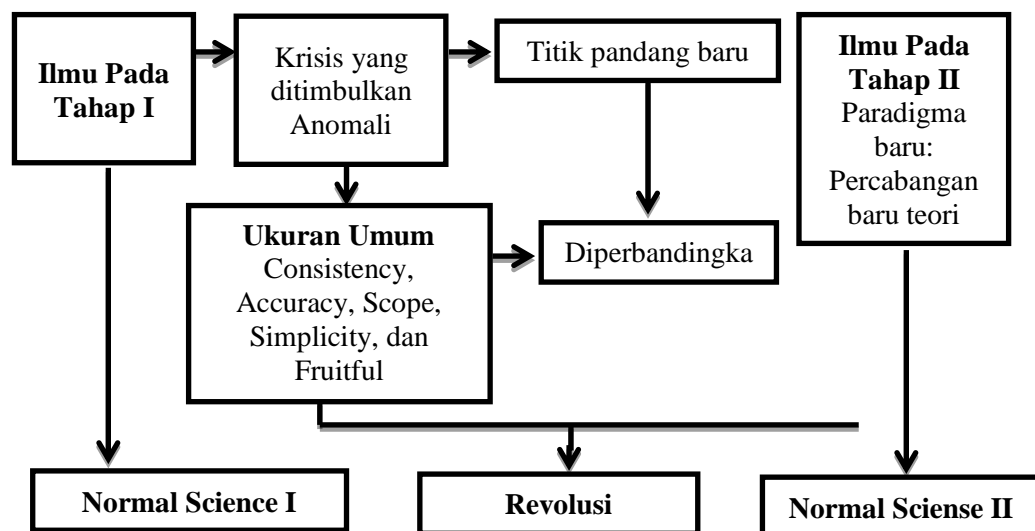 Ilmu Pada
Tahap I
Krisis yang
ditimbulkan
Anomali
Titik pandang baru
Ilmu Pada
Tahap II
Paradigma
baru:
Percabangan
baru teori
Ukuran Umum
Consistency,
Accuracy, Scope,
Simplicity, dan
Fruitful
Diperbandingka
Normal Science I
Revolusi
Normal Sciense II